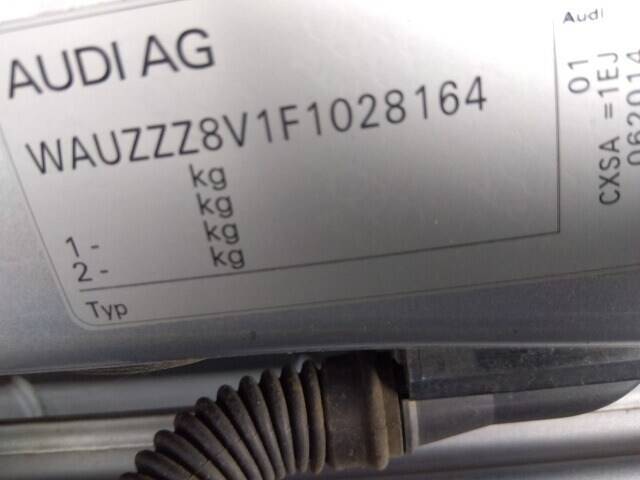 AUDI AG
WAUZZZ8V1F1028164
kg
kg
1 - kg
2 - kg
Typ
Audi
01
CXSA =1EJ
062014